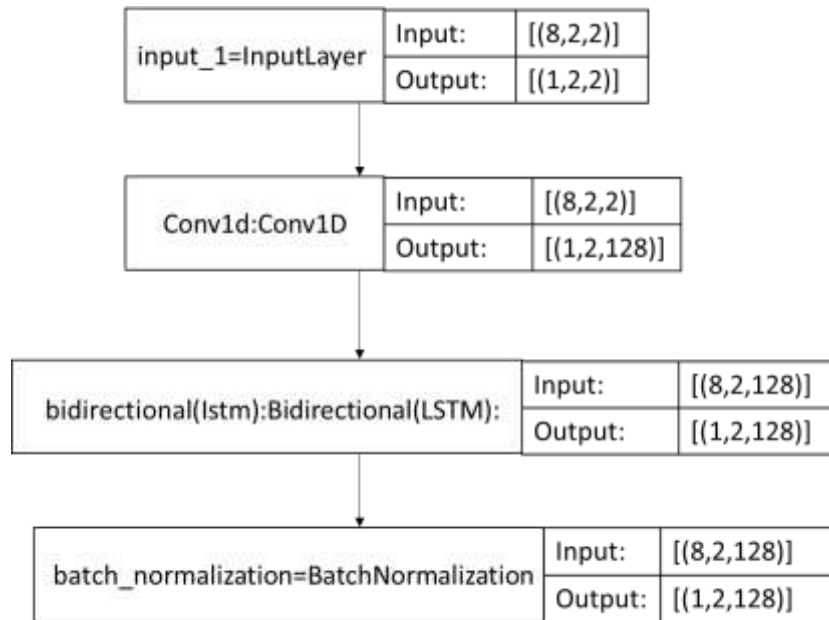 input_1=InputLayer
Input: [(8,2,2)]
Output: [(1,2,2)]
Conv1d:Conv1D
Input: [(8,2,2)]
Output: [(1,2,128)]
bidirectional(lstm):Bidirectional(LSTM):
Input: [(8,2,128)]
Output: [(1,2,128)]
batch_normalization=BatchNormalization
Input: [(8,2,128)]
Output: [(1,2,128)]